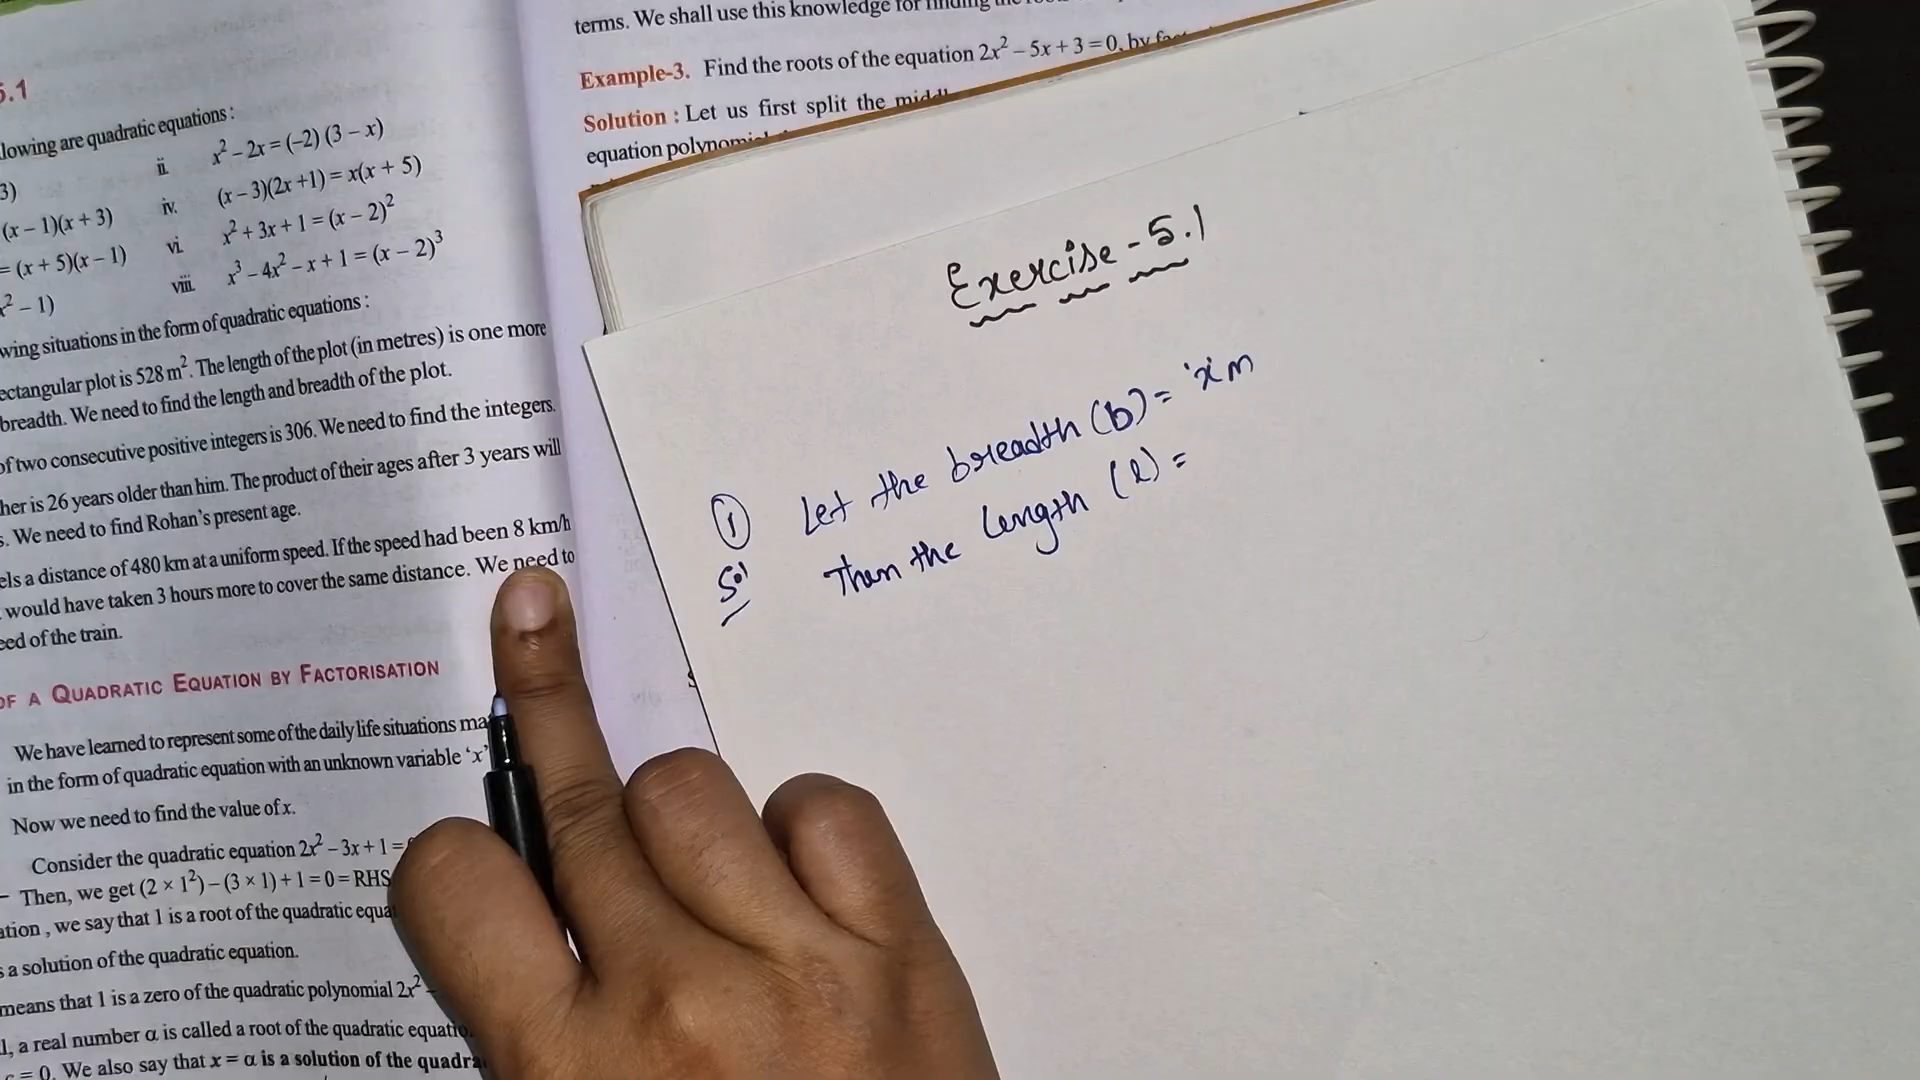 5.1
lowing are quadratic equations :
ii. x² – 2x = (–2) (3 – x)
3)
iv. (x – 3)(2x +1) = x(x + 5)
(x – 1)(x + 3)
vi. x² + 3x + 1 = (x – 2)²
= (x + 5)(x – 1)
viii. x³ – 4x² – x + 1 = (x – 2)³
x² – 1)
wing situations in the form of quadratic equations :
ectangular plot is 528 m². The length of the plot (in metres) is one more
breadth. We need to find the length and breadth of the plot.
of two consecutive positive integers is 306. We need to find the integers.
her is 26 years older than him. The product of their ages after 3 years will
s. We need to find Rohan's present age.
els a distance of 480 km at a uniform speed. If the speed had been 8 km/h
would have taken 3 hours more to cover the same distance. We need to
eed of the train.
OF A QUADRATIC EQUATION BY FACTORISATION
We have learned to represent some of the daily life situations ma
in the form of quadratic equation with an unknown variable ‘x’
Now we need to find the value of x.
Consider the quadratic equation 2x² – 3x + 1 =
Then, we get (2 × 1²) – (3 × 1) + 1 = 0 = RHS
ation , we say that 1 is a root of the quadratic equa
s a solution of the quadratic equation.
means that 1 is a zero of the quadratic polynomial 2x² –
l, a real number α is called a root of the quadratic equatio
c = 0. We also say that x = α is a solution of the quadra
terms. We shall use this knowledge for finding the
Example-3. Find the roots of the equation 2x² – 5x + 3 = 0, by fac
Solution : Let us first split the middl
equation polynomial
Exercise - 5.1
① Let the breadth (b) = 'x' m
Sol Then the length (l) =